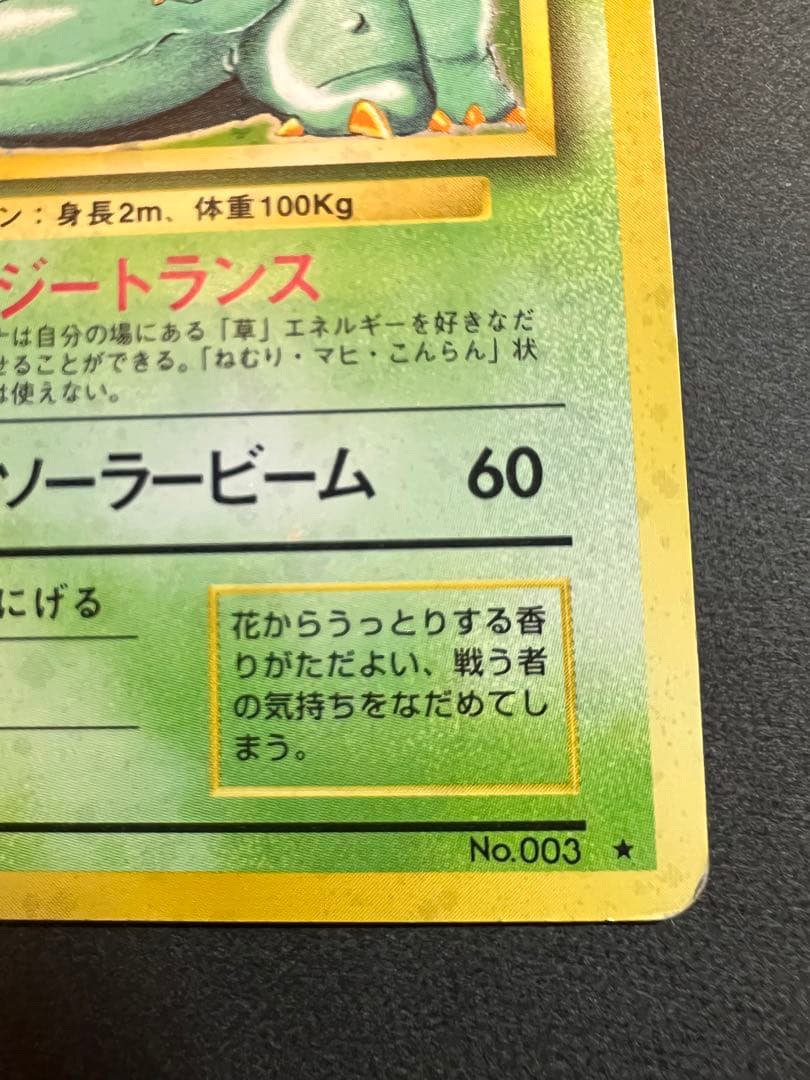 ン：身長2m、体重100Kg
ジートランス
は自分の場にある「草」エネルギーを好きなだ
せることができる。「ねむり・マヒ・こんらん」状
は使えない。
ソーラービーム 60
にげる
花からうっとりする香
りがただよい、戦う者
の気持ちをなだめてし
まう。
No.003 ★